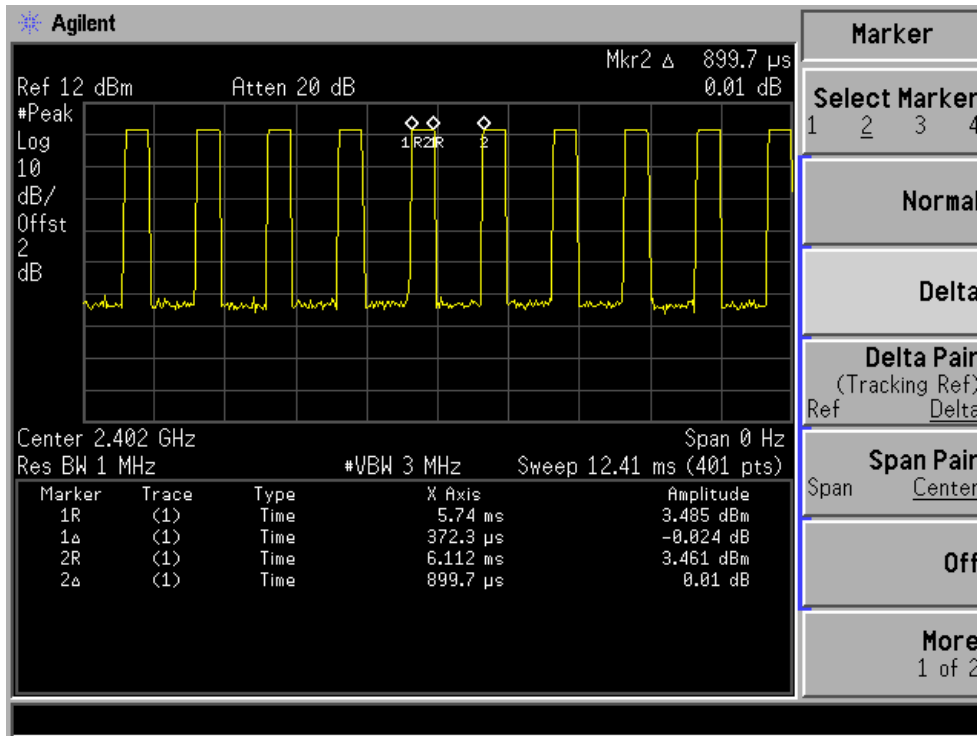 Agilent
Mkr2 Δ 899.7 µs
Ref 12 dBm Atten 20 dB 0.01 dB
#Peak
Log
10
dB/
Offst
2
dB
1R2R
1
2
Center 2.402 GHz Span 0 Hz
Res BW 1 MHz #VBW 3 MHz Sweep 12.41 ms (401 pts)
Marker Trace Type X Axis Amplitude
1R (1) Time 5.74 ms 3.485 dBm
1Δ (1) Time 372.3 µs -0.024 dB
2R (1) Time 6.112 ms 3.461 dBm
2Δ (1) Time 899.7 µs 0.01 dB
Marker
Select Marker
1 2 3 4
Normal
Delta
Delta Pair
(Tracking Ref)
Ref Delta
Span Pair
Span Center
Off
More
1 of 2